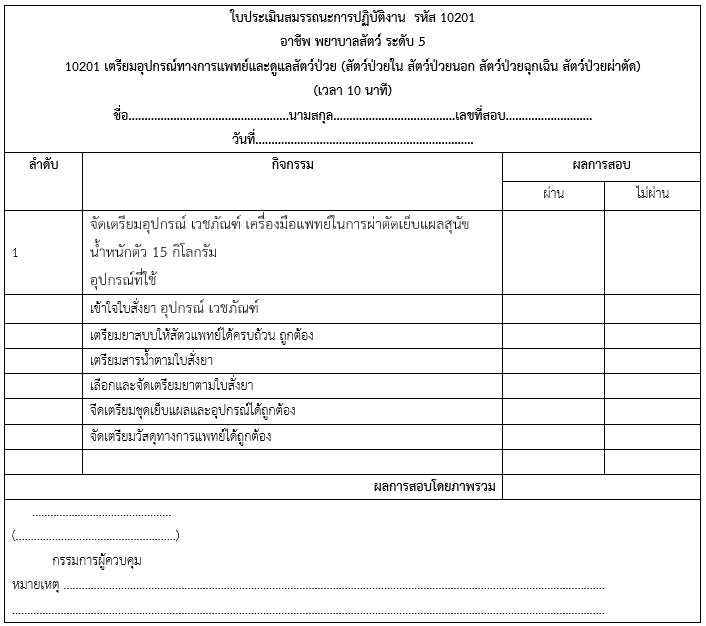 ใบประเมินสมรรถนะการปฏิบัติงาน  รหัส 10201
อาชีพ พยาบาลสัตว์ ระดับ 5
10201 เตรียมอุปกรณ์ทางการแพทย์และดูแลสัตว์ป่วย (สัตว์ป่วยใน สัตว์ป่วยนอก สัตว์ป่วยฉุกเฉิน สัตว์ป่วยผ่าตัด)
(เวลา 10 นาที)
ชื่อ..................................................นามสกุล......................................เลขที่สอบ...........................
วันที่....................................................................
ลำดับ กิจกรรม ผลการสอบ
ผ่าน ไม่ผ่าน
จัดเตรียมอุปกรณ์ เวชภัณฑ์ เครื่องมือแพทย์ในการผ่าตัดเย็บแผลสุนัข
1 น้ำหนักตัว 15 กิโลกรัม
อุปกรณ์ที่ใช้
เข้าใจใบสั่งยา อุปกรณ์ เวชภัณฑ์
เตรียมยาสบบให้สัตวแพทย์ได้ครบถ้วน ถูกต้อง
เตรียมสารน้ำตามใบสั่งยา
เลือกและจัดเตรียมยาตามใบสั่งยา
จีดเตรียมชุดเย็บแผลและอุปกรณ์ได้ถูกต้อง
จัดเตรียมวัสดุทางการแพทย์ได้ถูกต้อง
ผลการสอบโดยภาพรวม
..............................................
(.....................................................)
กรรมการผู้ควบคุม
หมายเหตุ ....................................................................................................................................................................................
......................................................................................................................................................................................................